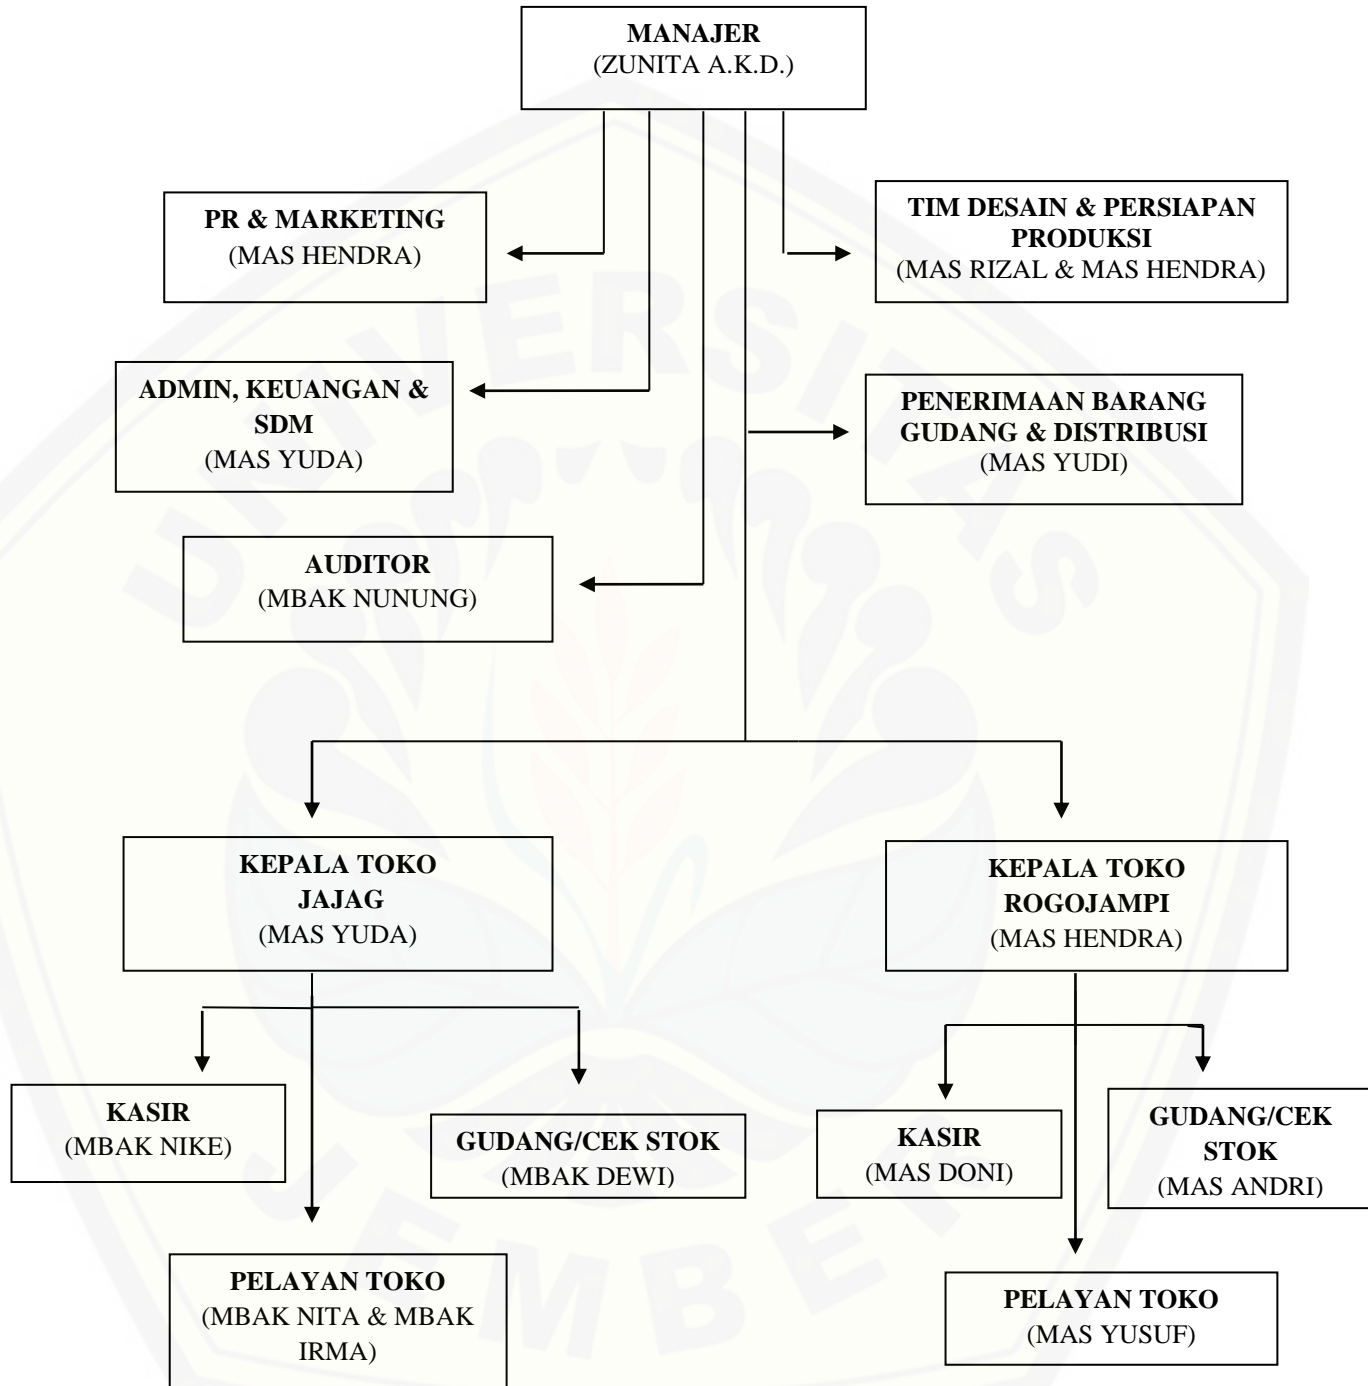 MANAJER
(ZUNITA A.K.D.)
PR & MARKETING
(MAS HENDRA)
TIM DESAIN & PERSIAPAN
PRODUKSI
(MAS RIZAL & MAS HENDRA)
ADMIN, KEUANGAN &
SDM
(MAS YUDA)
PENERIMAAN BARANG
GUDANG & DISTRIBUSI
(MAS YUDI)
AUDITOR
(MBAK NUNUNG)
KEPALA TOKO
JAJAG
(MAS YUDA)
KEPALA TOKO
ROGOJAMPI
(MAS HENDRA)
KASIR
(MBAK NIKE)
GUDANG/CEK STOK
(MBAK DEWI)
KASIR
(MAS DONI)
GUDANG/CEK
STOK
(MAS ANDRI)
PELAYAN TOKO
(MBAK NITA & MBAK
IRMA)
PELAYAN TOKO
(MAS YUSUF)
UNIVERSITAS
JEMBER